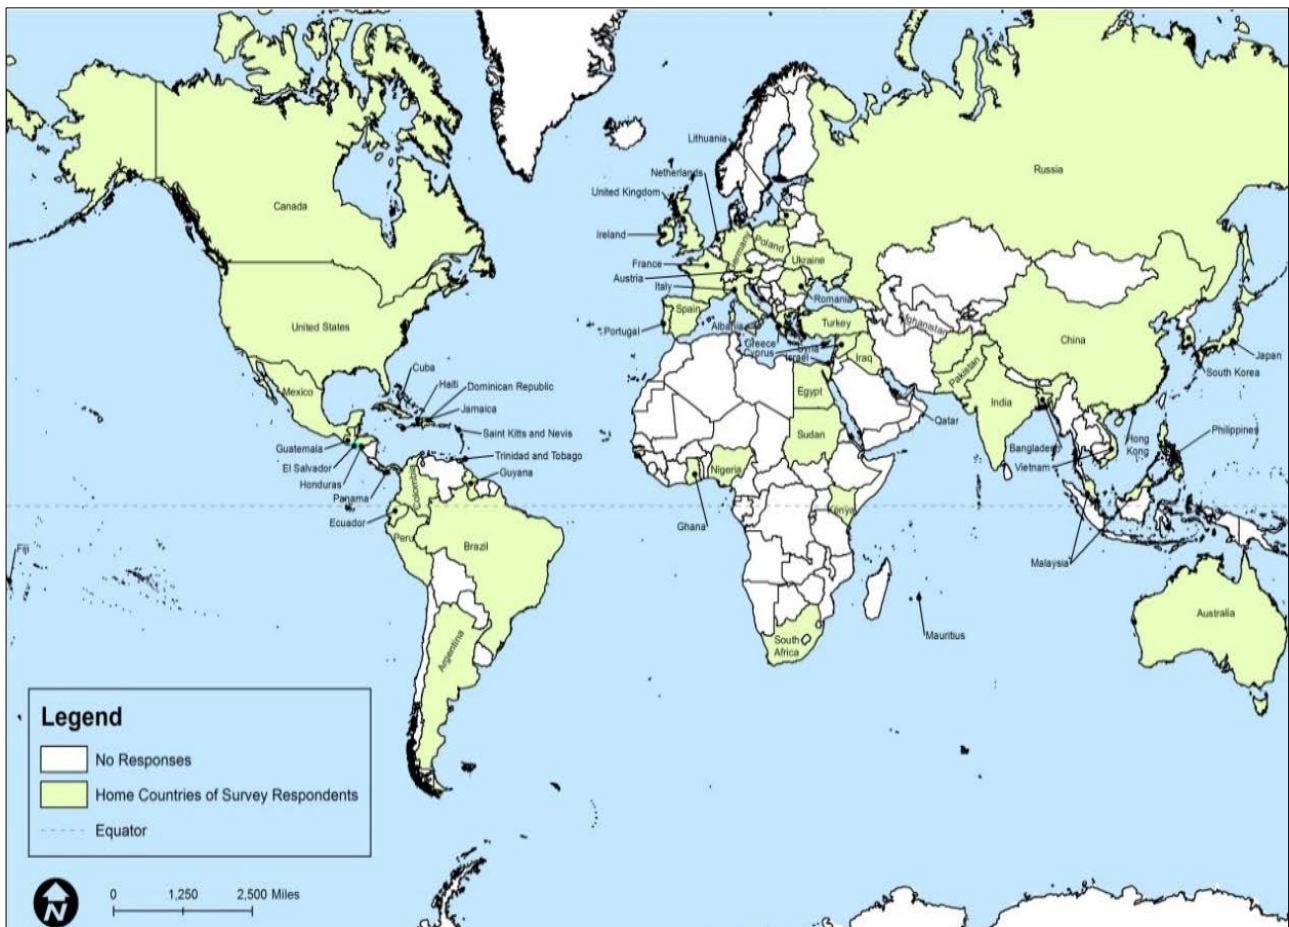 Russia
Lithuania
Netherlands
United Kingdom
Canada
Ireland
Germany
Poland
Ukraine
France
Austria
Italy
Romania
Spain
Portugal
Albania
Turkey
Greece
Cyprus
Syria
Israel
Iraq
Afghanistan
China
Japan
South Korea
United States
Mexico
Cuba
Haiti
Dominican Republic
Jamaica
Saint Kitts and Nevis
Guatemala
El Salvador
Honduras
Trinidad and Tobago
Guyana
Panama
Ecuador
Colombia
Peru
Brazil
Argentina
Egypt
Sudan
Nigeria
Ghana
Kenya
South
Africa
Mauritius
Qatar
Pakistan
India
Bangladesh
Vietnam
Hong
Kong
Philippines
Malaysia
Australia
Fiji
Legend
No Responses
Home Countries of Survey Respondents
Equator
N
0 1,250 2,500 Miles